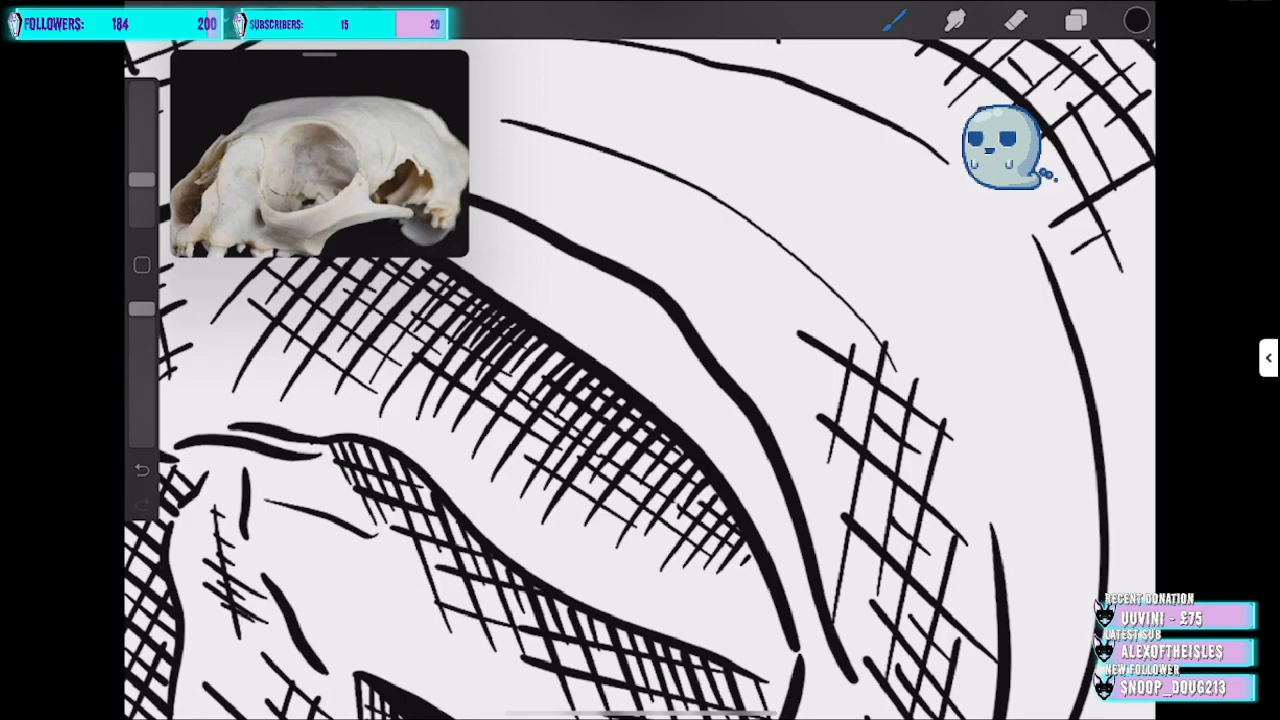 FOLLOWERS: 184 200
SUBSCRIBERS: 15 20
RECENT DONATION
UUVINI - £75
LATEST SUB
ALEXOFTHEISLES
NEW FOLLOWER
SNOOP_DOUG213